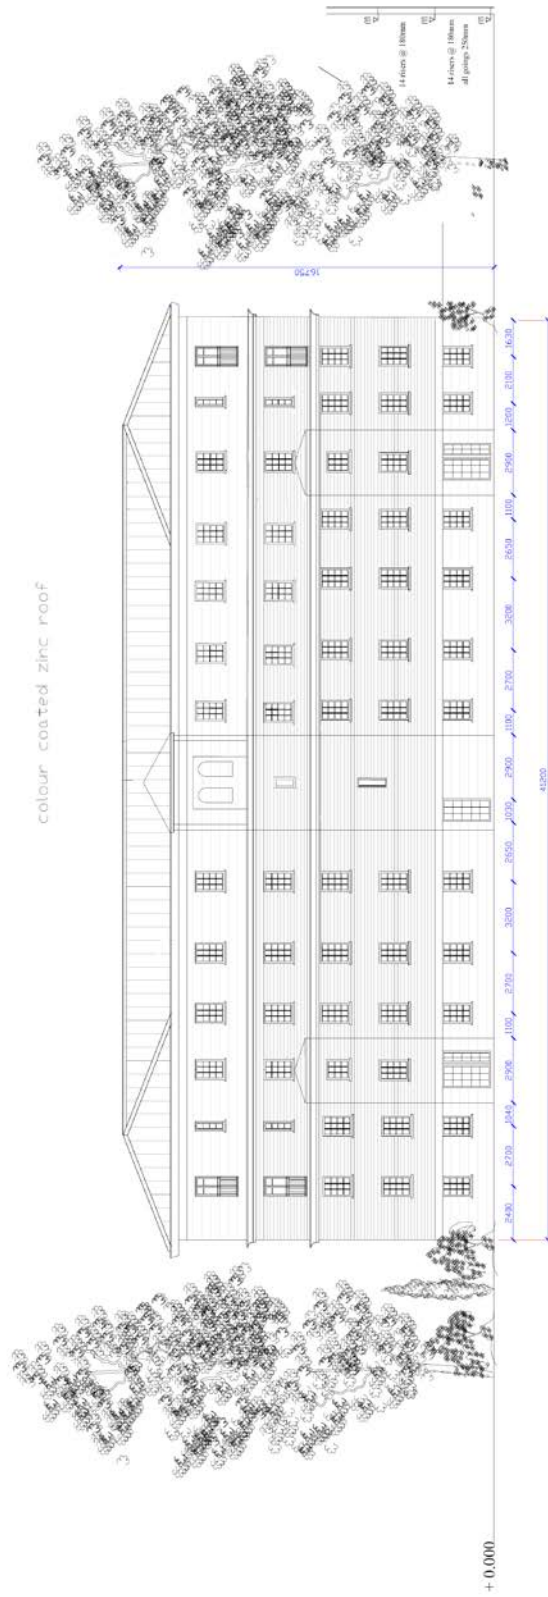 colour coated zinc roof
16750
14 risers @ 180mm
14 risers @ 180mm
all goings 250mm
+ 0.000
2400 2700 1040 2900 1100 2700 3200 2650 1030 2900 1100 2700 3200 2650 1100 2900 1200 2100 1630
41200